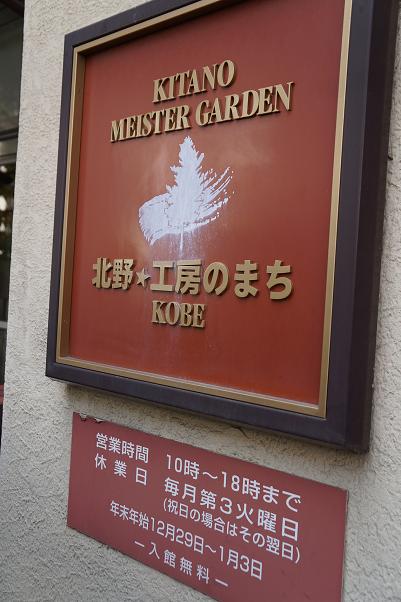 KITANO
MEISTER GARDEN
北野★工房のまち
KOBE
営業時間 10時～18時まで
休業日 毎月第3火曜日
(祝日の場合はその翌日)
年末年始12月29日～1月3日
ー入館無料ー